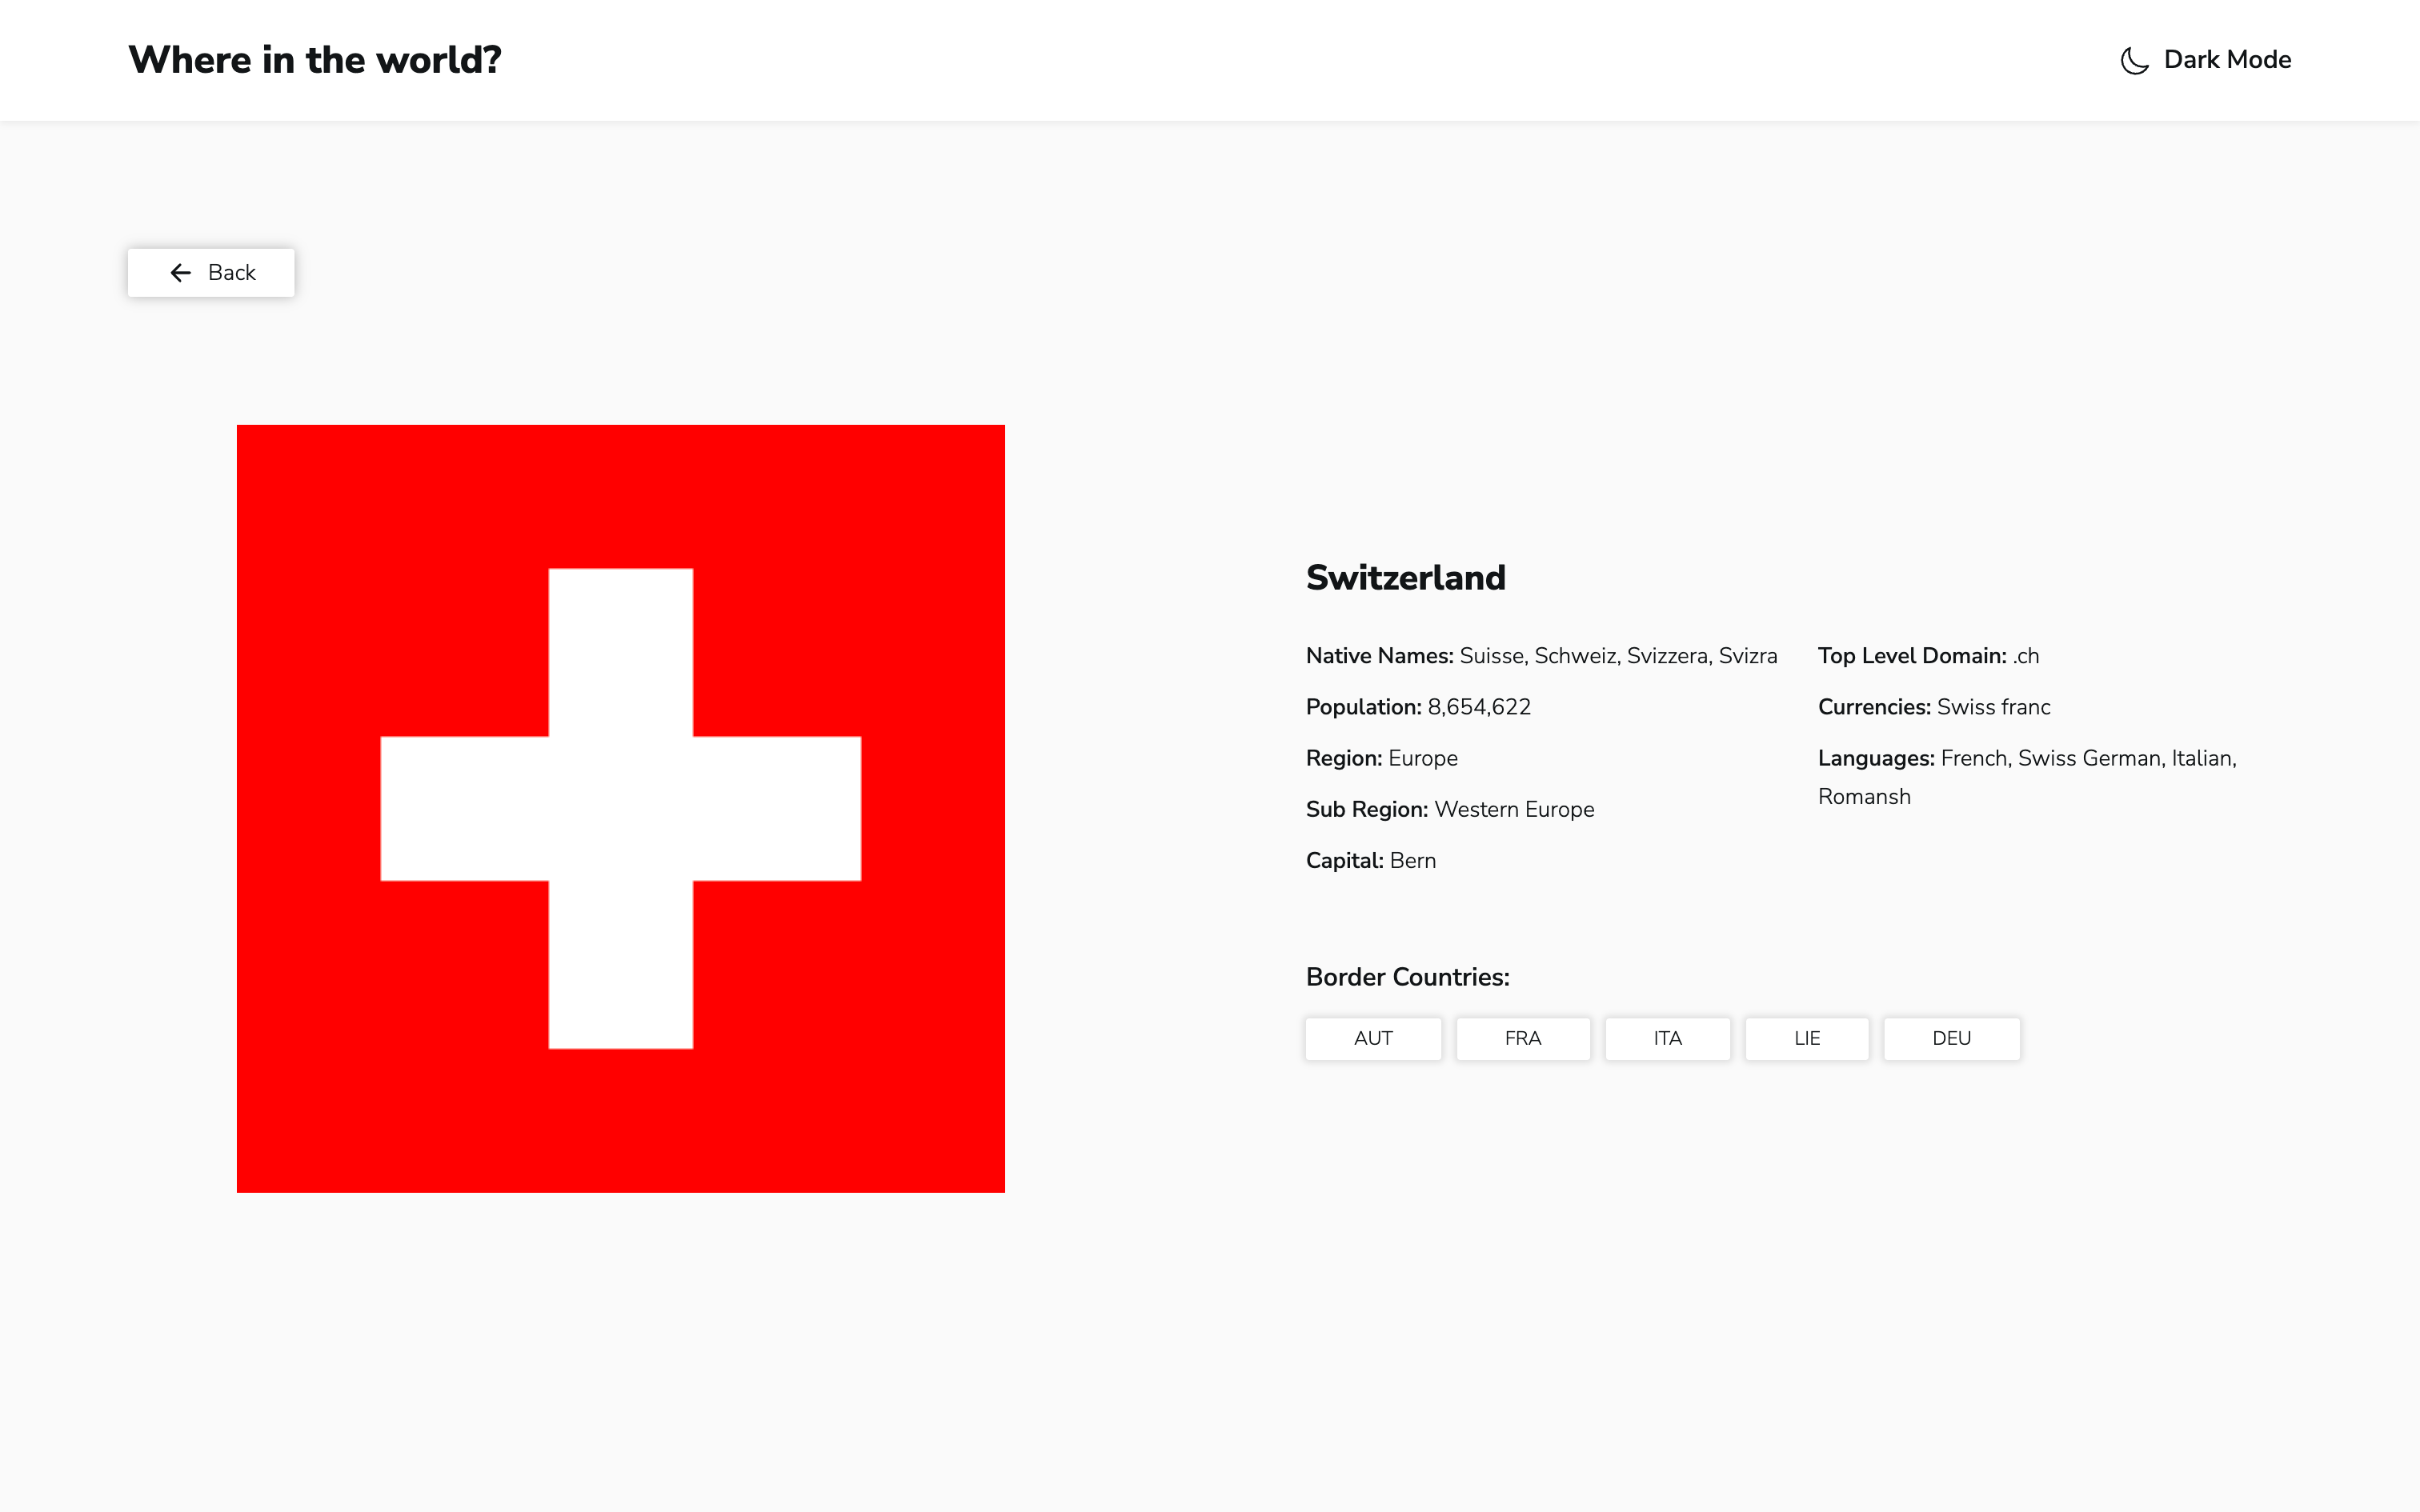 Where in the world?
Dark Mode
Back
Switzerland
Native Names: Suisse, Schweiz, Svizzera, Svizra
Population: 8,654,622
Region: Europe
Sub Region: Western Europe
Capital: Bern
Top Level Domain: .ch
Currencies: Swiss franc
Languages: French, Swiss German, Italian,
Romansh
Border Countries:
AUT FRA ITA LIE DEU